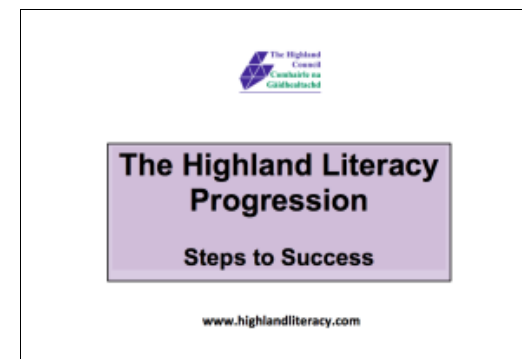 The Highland
Council
Comhairle na
Gàidhealtachd
The Highland Literacy
Progression
Steps to Success
www.highlandliteracy.com